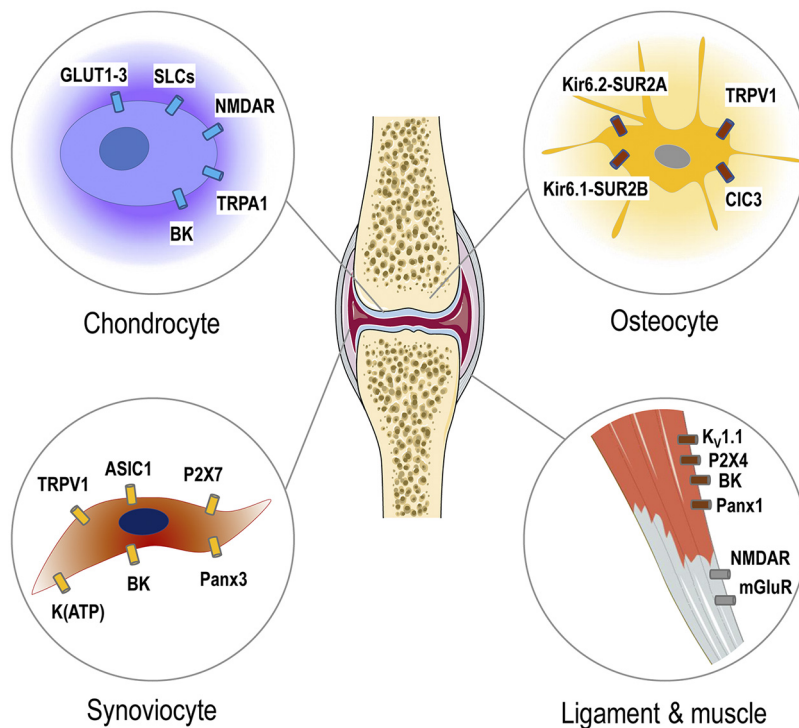 GLUT1-3
SLCs
NMDAR
TRPA1
BK
Chondrocyte
Kir6.2-SUR2A
TRPV1
Kir6.1-SUR2B
ClC3
Osteocyte
TRPV1
ASIC1
P2X7
K(ATP)
BK
Panx3
Synoviocyte
KV1.1
P2X4
BK
Panx1
NMDAR
mGluR
Ligament & muscle